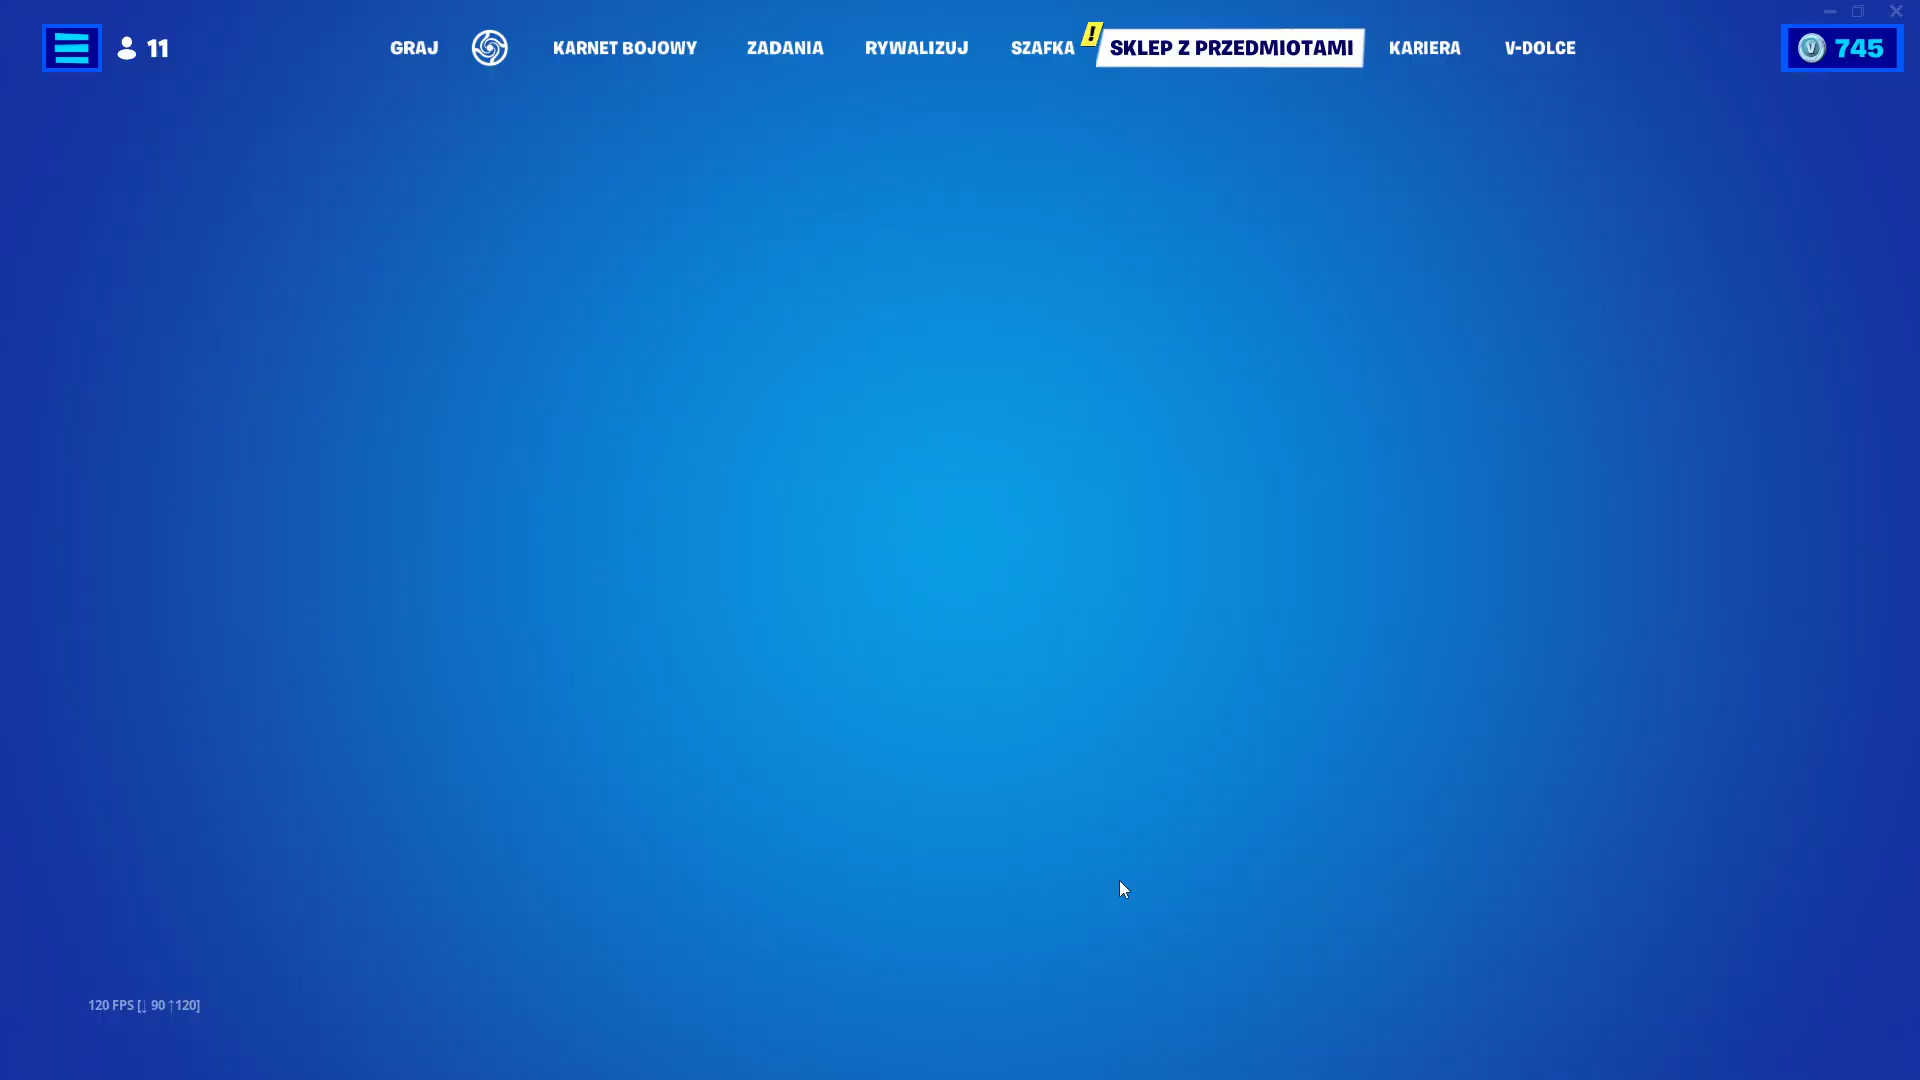 11
GRAJ
KARNET BOJOWY
ZADANIA
RYWALIZUJ
SZAFKA
!
SKLEP Z PRZEDMIOTAMI
KARIERA
V-DOLCE
V 745
120 FPS [↓ 90 ↑120]